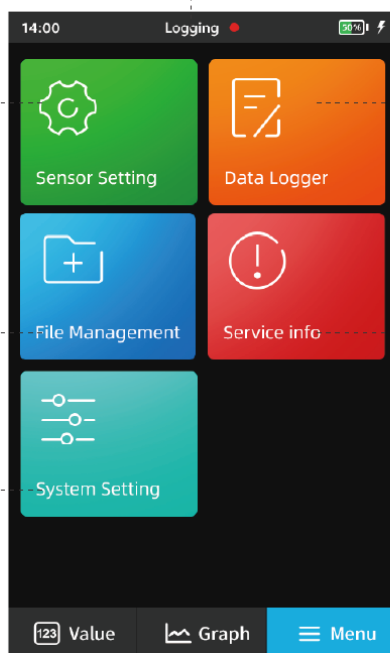 14:00 Logging 50%
Sensor Setting Data Logger
File Management Service info
System Setting
123 Value Graph Menu